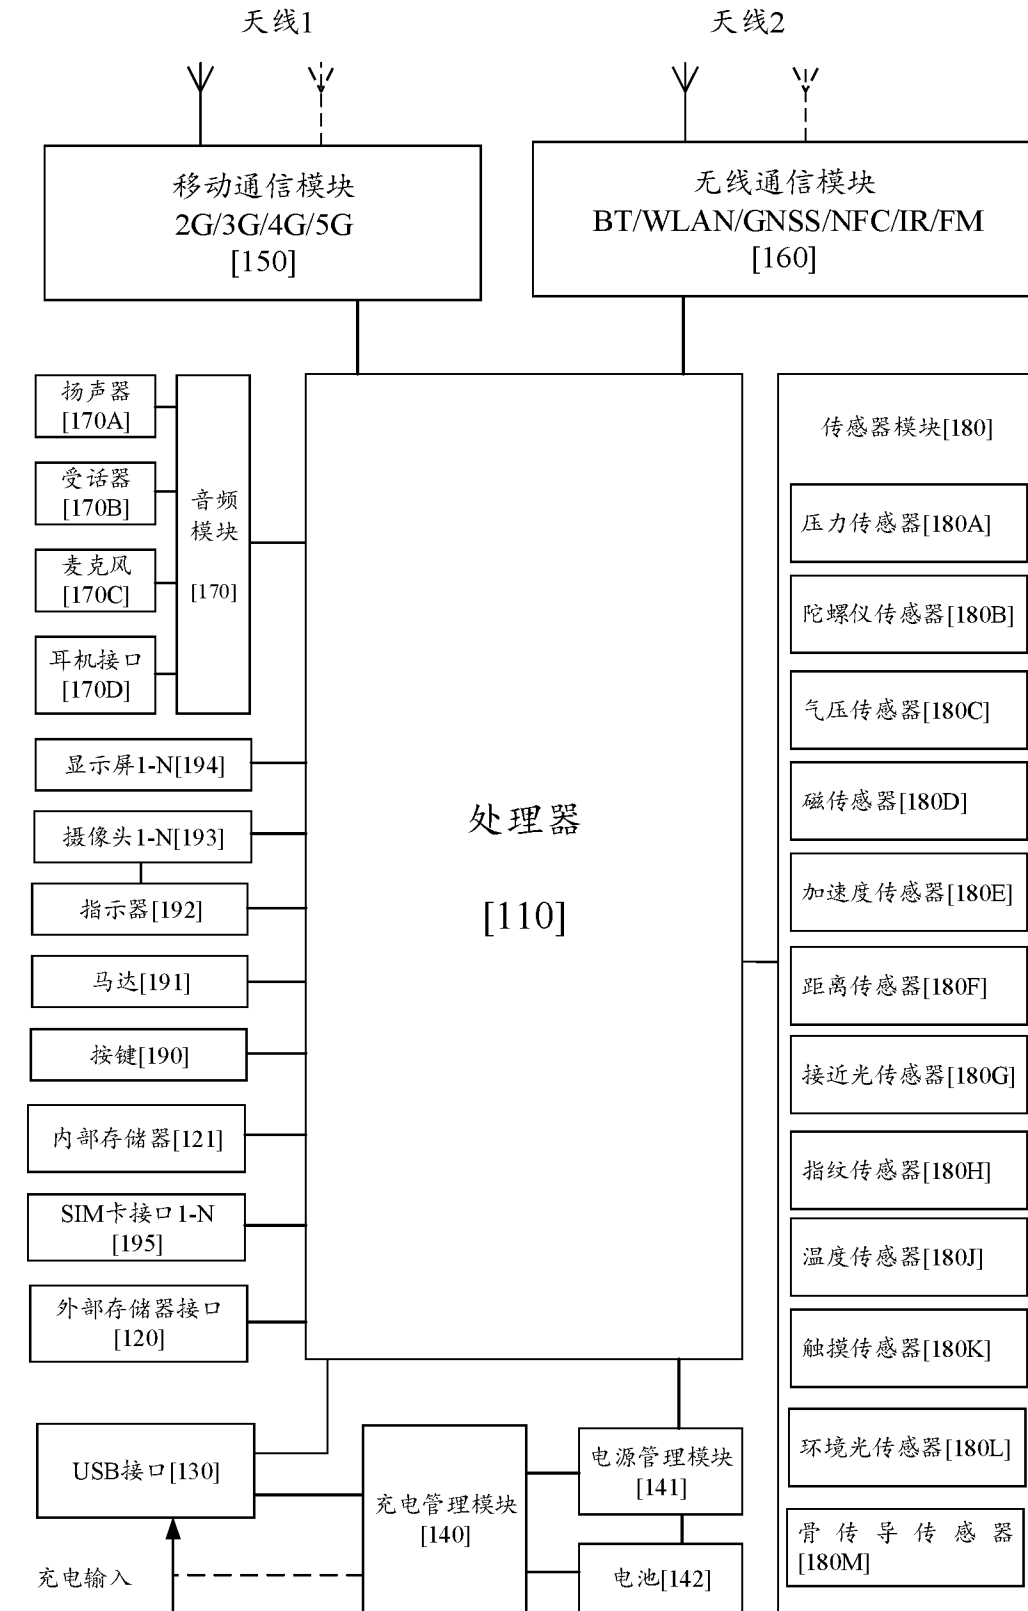 天线1
天线2
移动通信模块
2G/3G/4G/5G
[150]
无线通信模块
BT/WLAN/GNSS/NFC/IR/FM
[160]
扬声器
[170A]
受话器
[170B]
麦克风
[170C]
耳机接口
[170D]
音频
模块
[170]
显示屏1-N[194]
摄像头1-N[193]
指示器[192]
马达[191]
按键[190]
内部存储器[121]
SIM卡接口1-N
[195]
外部存储器接口
[120]
处理器
[110]
传感器模块[180]
压力传感器[180A]
陀螺仪传感器[180B]
气压传感器[180C]
磁传感器[180D]
加速度传感器[180E]
距离传感器[180F]
接近光传感器[180G]
指纹传感器[180H]
温度传感器[180J]
触摸传感器[180K]
环境光传感器[180L]
骨传导传感器
[180M]
USB接口[130]
充电输入
充电管理模块
[140]
电源管理模块
[141]
电池[142]